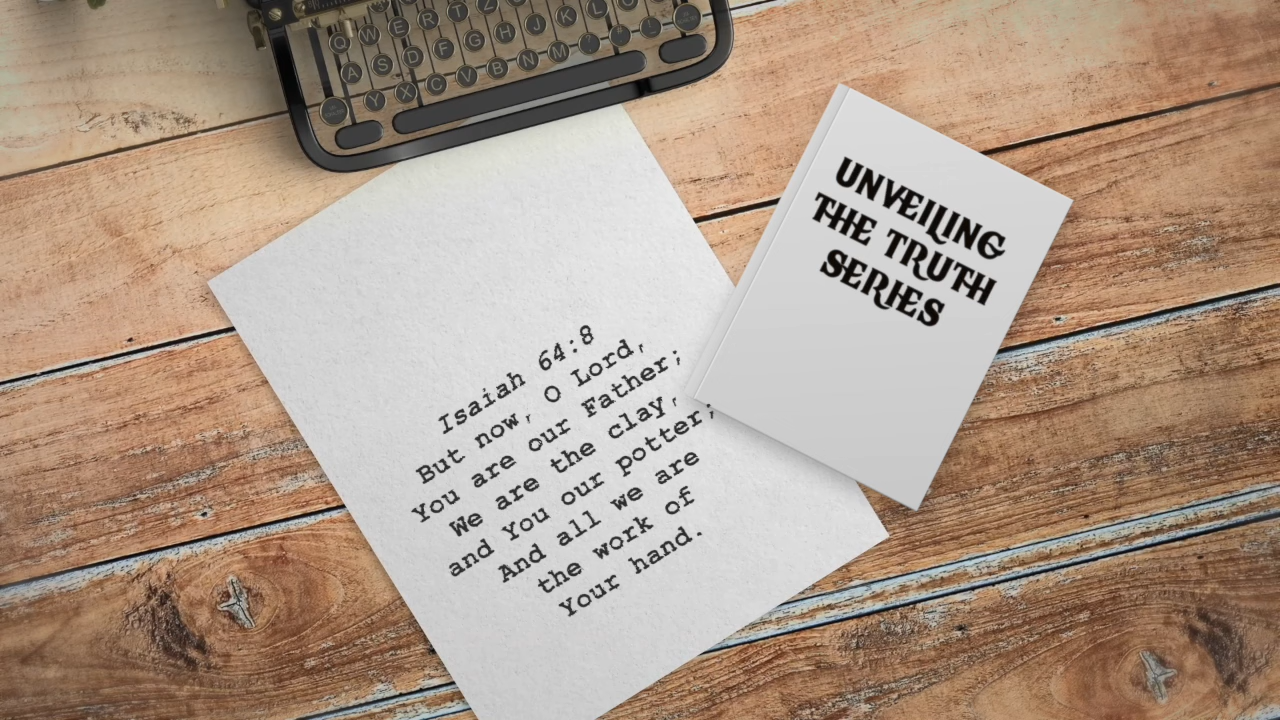 Q W E R T Z U I
A S D F G H J K L
Y X C V B N M
Isaiah 64:8
But now, O Lord,
You are our Father;
We are the clay,
and You our potter;
And all we are
the work of
Your hand.
UNVEILING
THE TRUTH
SERIES